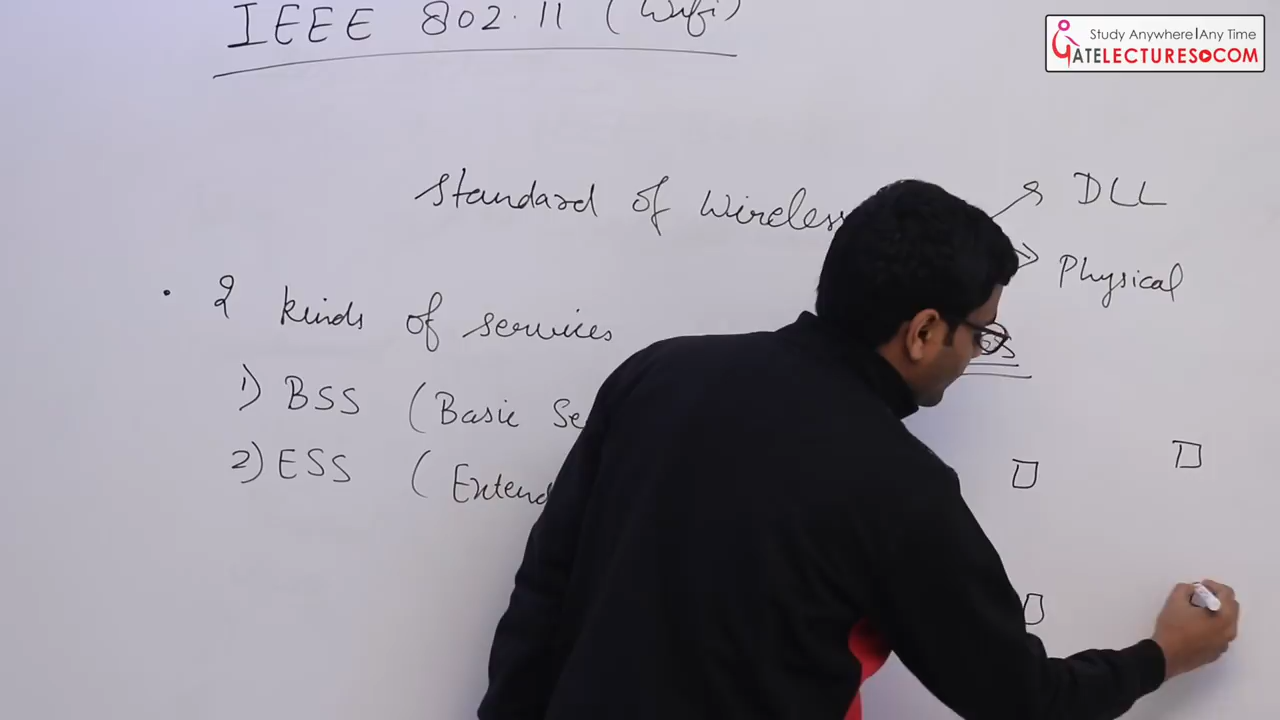 IEEE 802.11 (Wifi)
Study Anywhere|Any Time
GATELECTURES.COM
Standard of Wireless
DLL
Physical
. 2 kinds of services
1) BSS (Basic Se
2) ESS (Extend